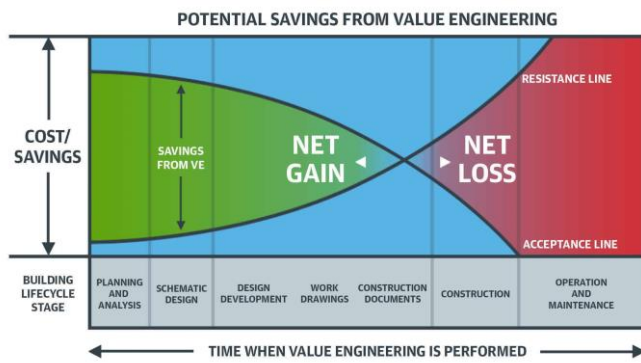 POTENTIAL SAVINGS FROM VALUE ENGINEERING
COST/
SAVINGS
SAVINGS
FROM VE
NET
GAIN
NET
LOSS
RESISTANCE LINE
ACCEPTANCE LINE
BUILDING
LIFECYCLE
STAGE
PLANNING
AND
ANALYSIS
SCHEMATIC
DESIGN
DESIGN
DEVELOPMENT
WORK
DRAWINGS
CONSTRUCTION
DOCUMENTS
CONSTRUCTION
OPERATION
AND
MAINTENANCE
TIME WHEN VALUE ENGINEERING IS PERFORMED